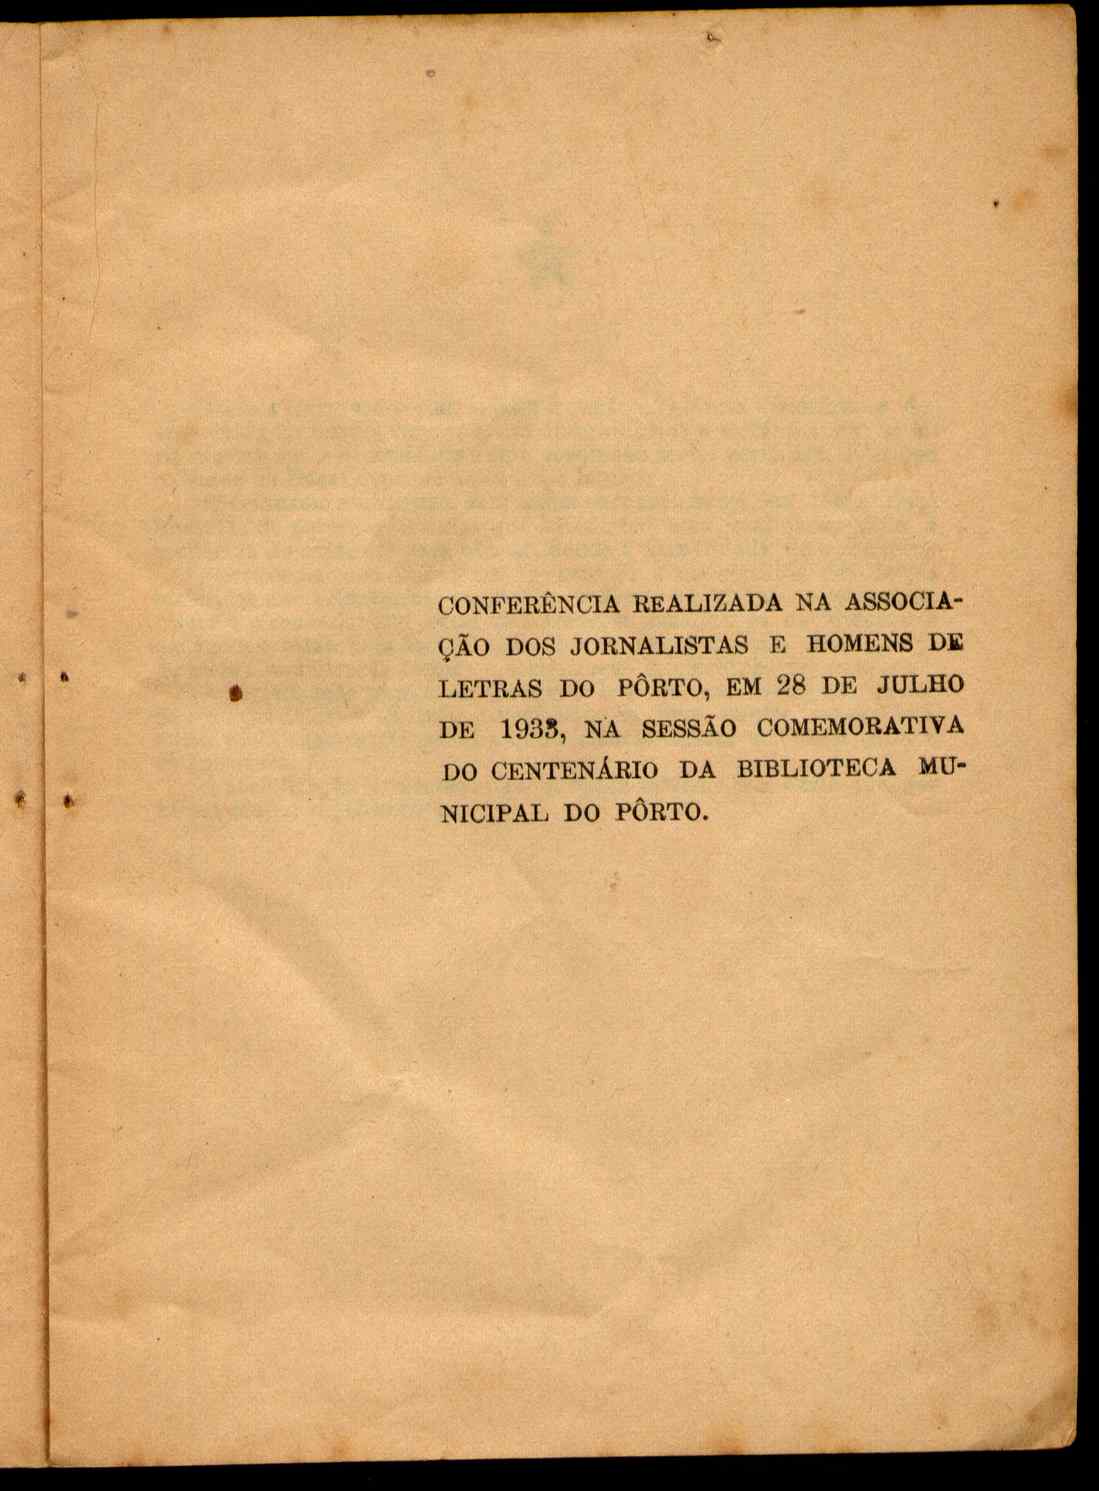 CONFERÊNCIA REALIZADA NA ASSOCIA-
ÇÃO DOS JORNALISTAS E HOMENS DE
LETRAS DO PÔRTO, EM 28 DE JULHO
DE 1933, NA SESSÃO COMEMORATIVA
DO CENTENÁRIO DA BIBLIOTECA MU-
NICIPAL DO PÔRTO.